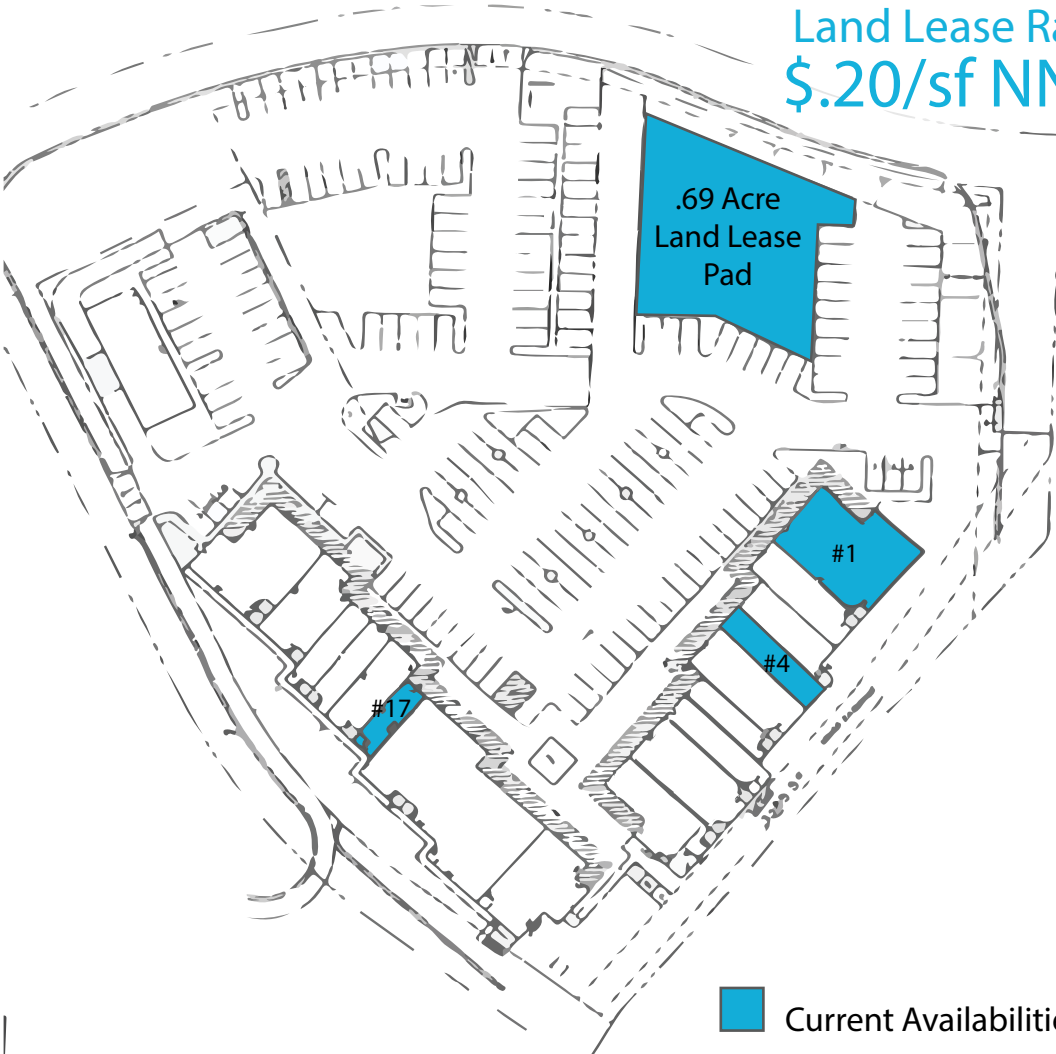 Land Lease Ra
$.20/sf NN
.69 Acre
Land Lease
Pad
#1
#4
#17
Current Availabilitie